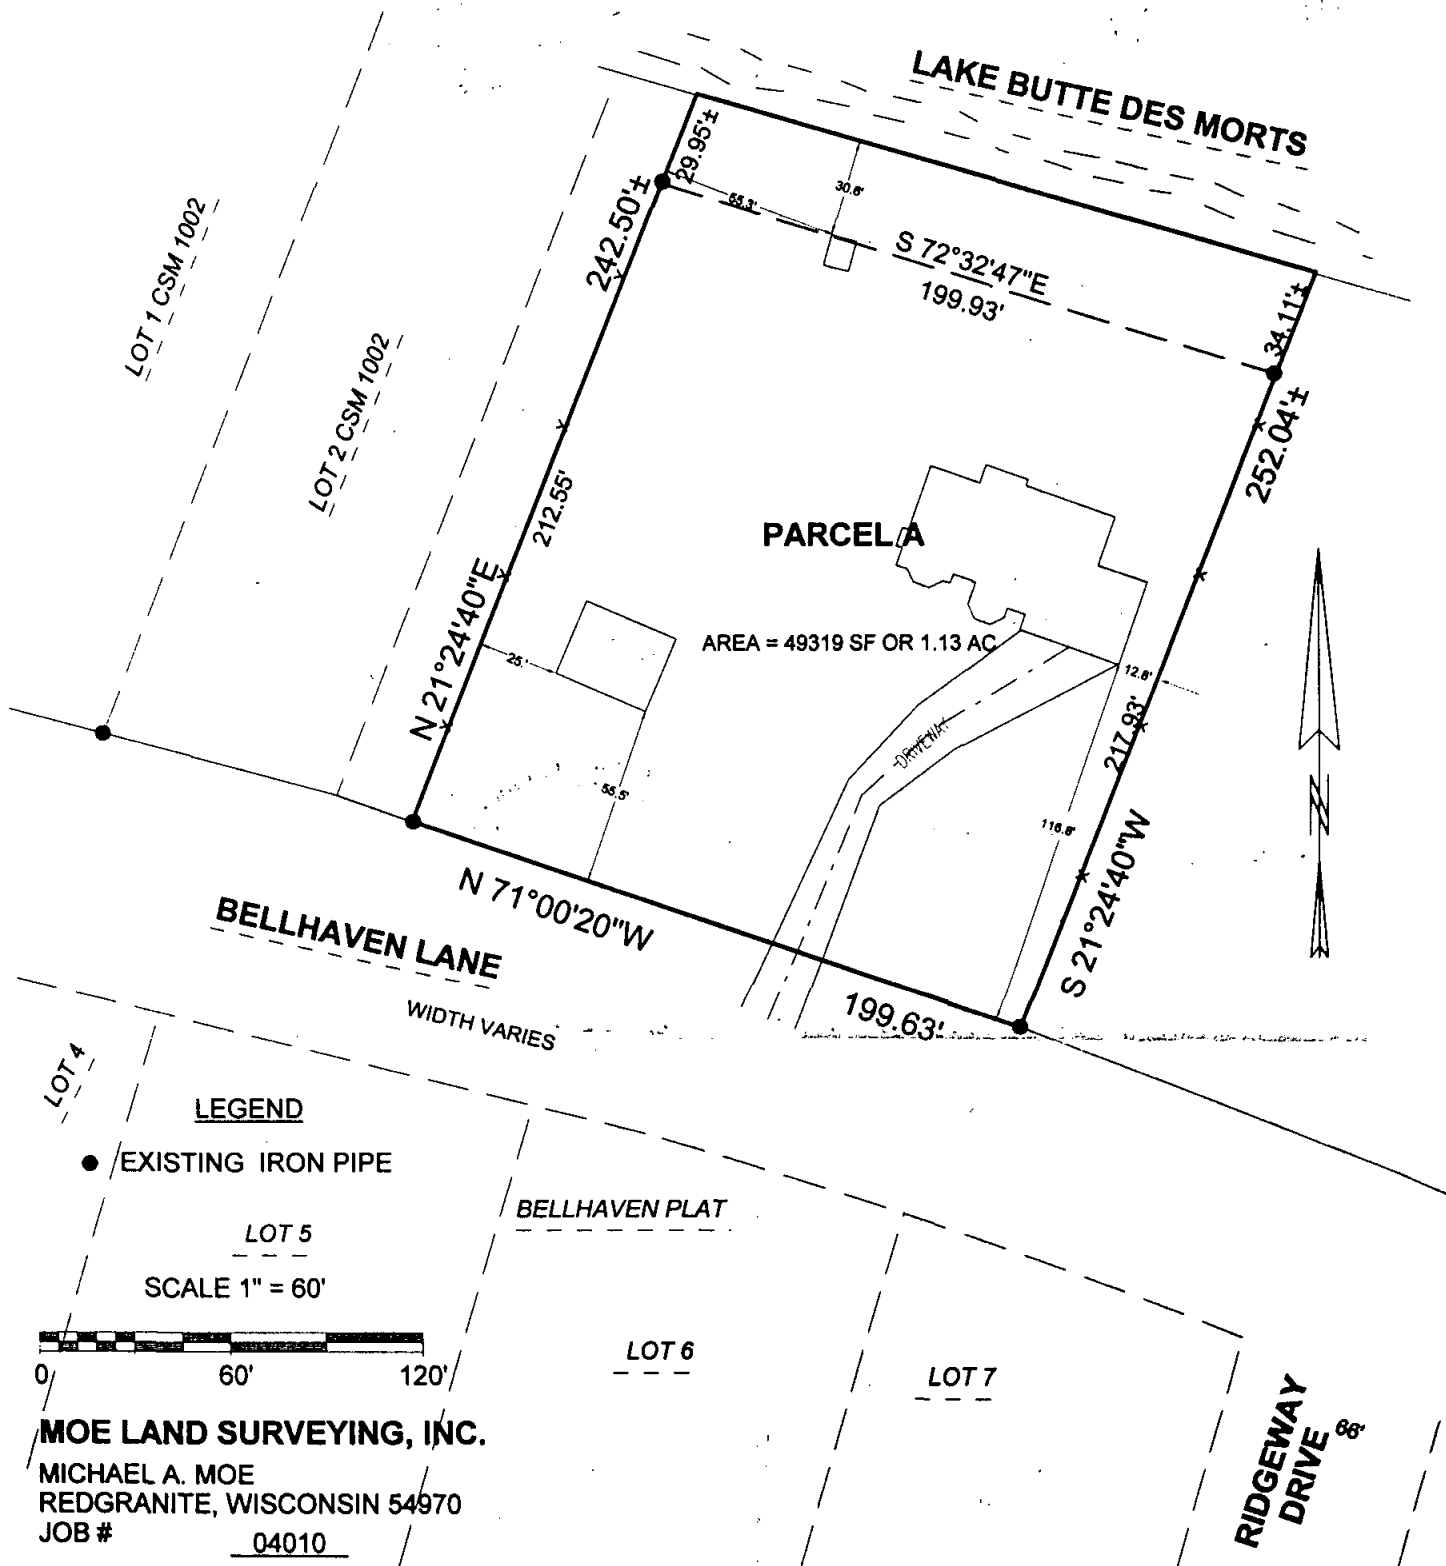 LAKE BUTTE DES MORTS
29.95'±
242.50'±
55.3'
30.6'
S 72°32'47"E
199.93'
34.11'±
252.04'±
LOT 1 CSM 1002
LOT 2 CSM 1002
212.55'
N 21°24'40"E
PARCEL A
AREA = 49319 SF OR 1.13 AC
25.'
12.8'
217.93'
DRIVEWAY
55.5'
116.8'
S 21°24'40"W
N
N 71°00'20"W
199.63'
BELLHAVEN LANE
WIDTH VARIES
LOT 4
LEGEND
EXISTING IRON PIPE
BELLHAVEN PLAT
LOT 5
SCALE 1" = 60'
0 60' 120'
LOT 6
LOT 7
RIDGEWAY
DRIVE
66'
MOE LAND SURVEYING, INC.
MICHAEL A. MOE
REDGRANITE, WISCONSIN 54970
JOB # 04010